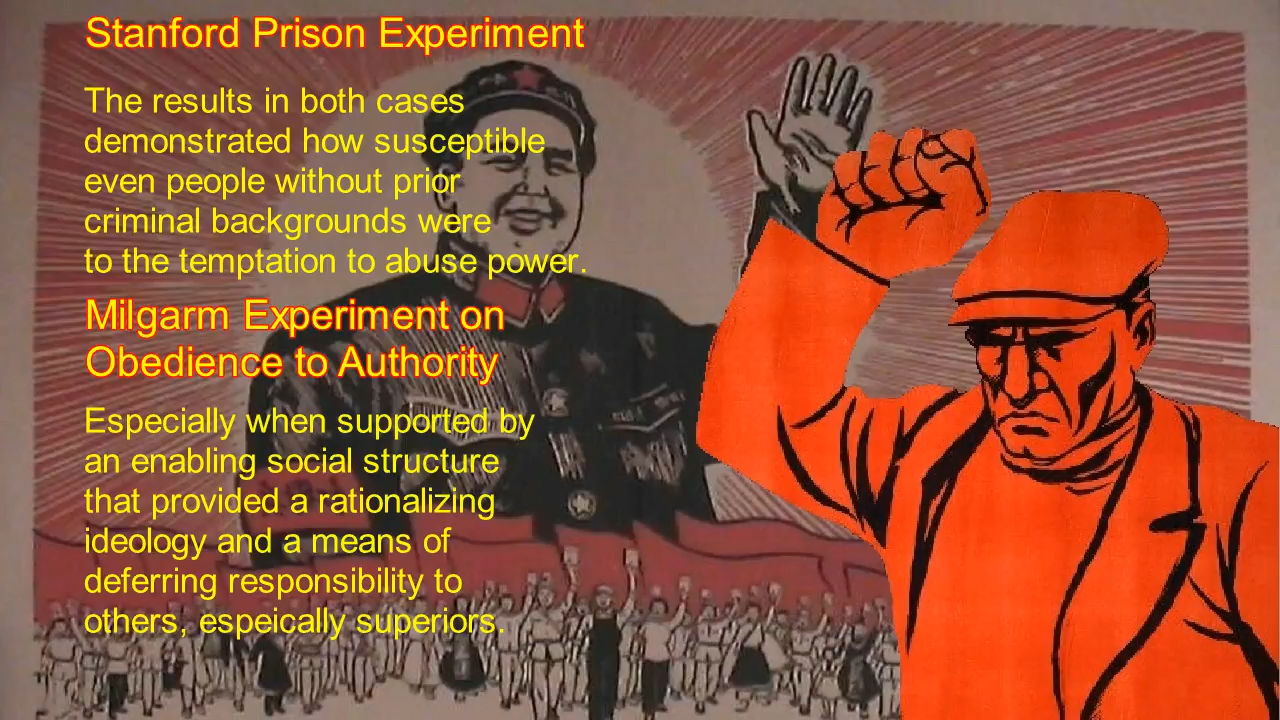 Stanford Prison Experiment
The results in both cases
demonstrated how susceptible
even people without prior
criminal backgrounds were
to the temptation to abuse power.
Milgarm Experiment on
Obedience to Authority
Especially when supported by
an enabling social structure
that provided a rationalizing
ideology and a means of
deferring responsibility to
others, espeically superiors.